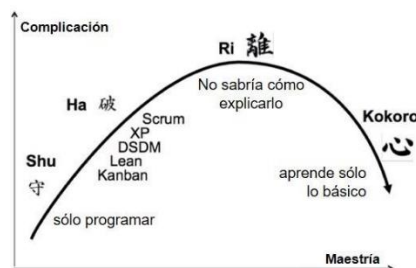 Complicación
Ri 離
No sabría cómo
explicarlo
Ha 破
Scrum
XP
DSDM
Lean
Kanban
Shu
守
sólo programar
Kokoro
心
aprende sólo
lo básico
Maestría